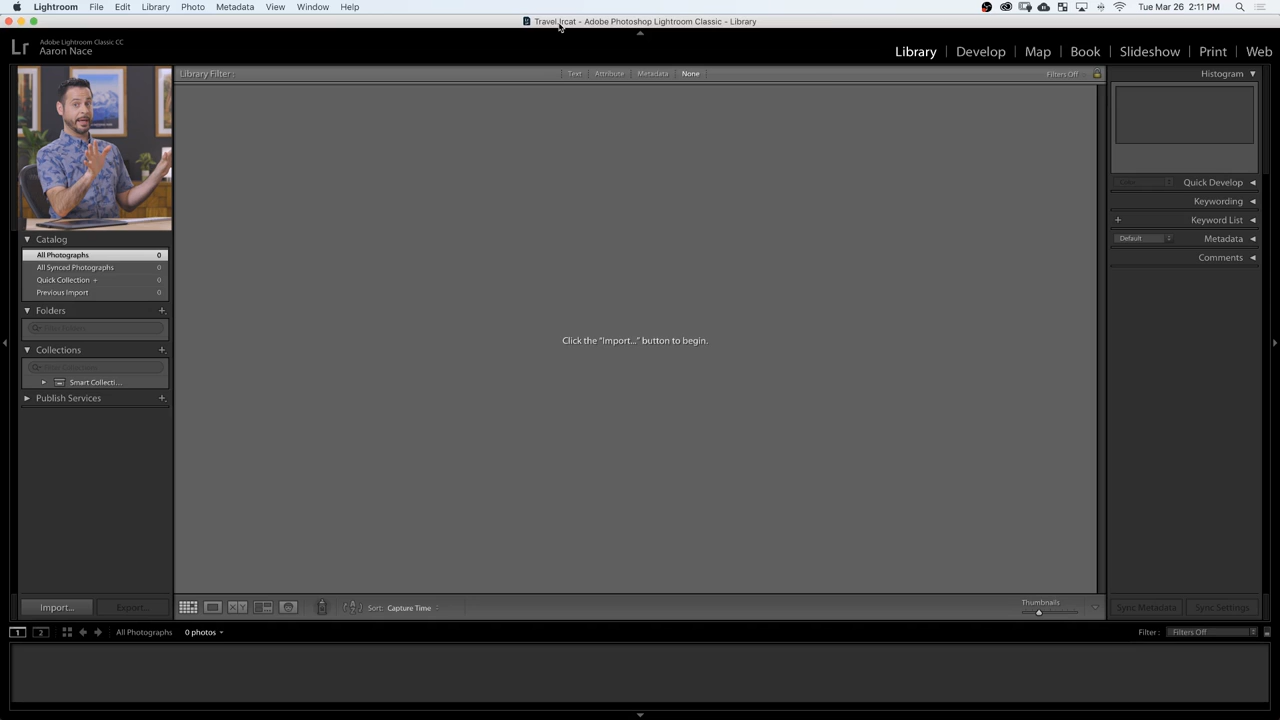 Lightroom File Edit Library Photo Metadata View Window Help Tue Mar 26 2:11 PM
Travel.lrcat - Adobe Photoshop Lightroom Classic - Library
Lr Adobe Lightroom Classic CC
Aaron Nace
Library Develop Map Book Slideshow Print Web
Library Filter : Text Attribute Metadata None Filters Off
Histogram
Quick Develop
Keywording
+ Keyword List
Default Metadata
Comments
Catalog
All Photographs 0
All Synced Photographs 0
Quick Collection + 0
Previous Import 0
Folders +
Collections +
Smart Collecti...
Publish Services +
Click the "Import..." button to begin.
Import... Export...
XY
Sort: Capture Time
Thumbnails
Sync Metadata Sync Settings
1 2 All Photographs 0 photos
Filter : Filters Off